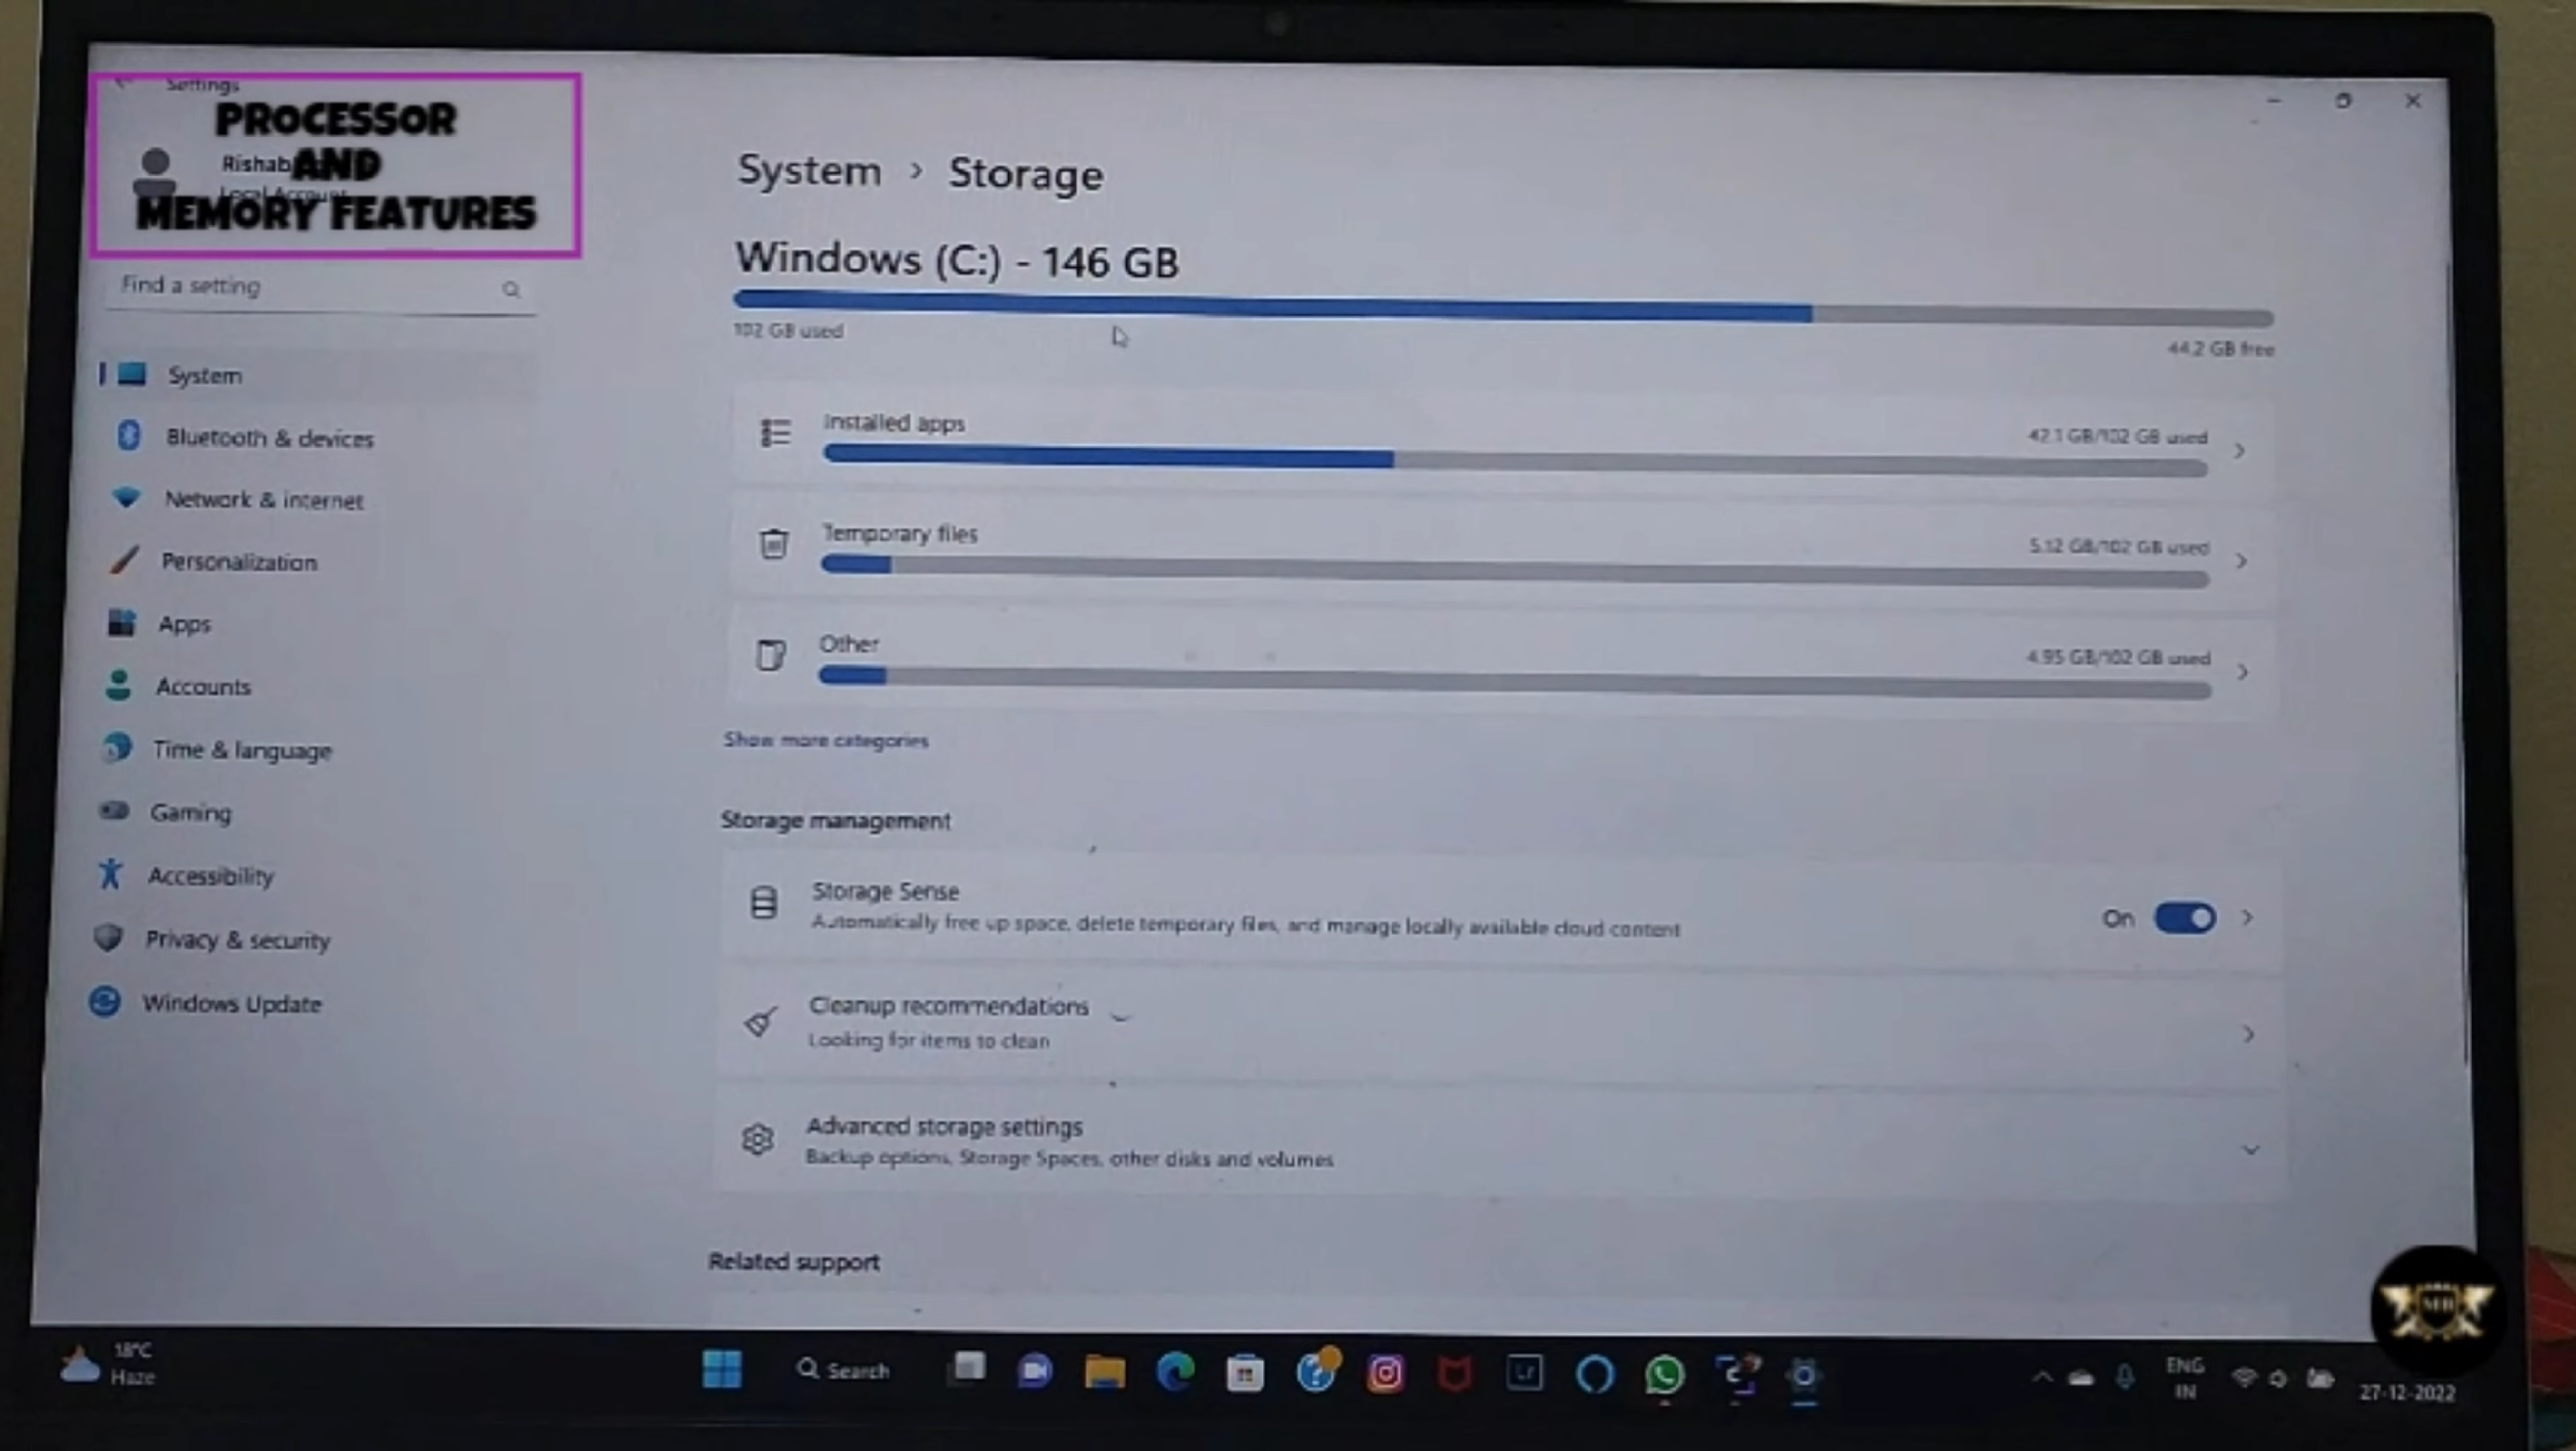 Settings
PROCESSOR
AND
MEMORY FEATURES
Rishab
Local Account
Find a setting
System
Bluetooth & devices
Network & internet
Personalization
Apps
Accounts
Time & language
Gaming
Accessibility
Privacy & security
Windows Update
System > Storage
Windows (C:) - 146 GB
102 GB used
44.2 GB free
Installed apps
42.1 GB/102 GB used
Temporary files
5.12 GB/102 GB used
Other
4.95 GB/102 GB used
Show more categories
Storage management
Storage Sense
Automatically free up space, delete temporary files, and manage locally available cloud content
On
Cleanup recommendations
Looking for items to clean
Advanced storage settings
Backup options, Storage Spaces, other disks and volumes
Related support
18°C
Haze
Search
Lr
ENG
IN
27-12-2022